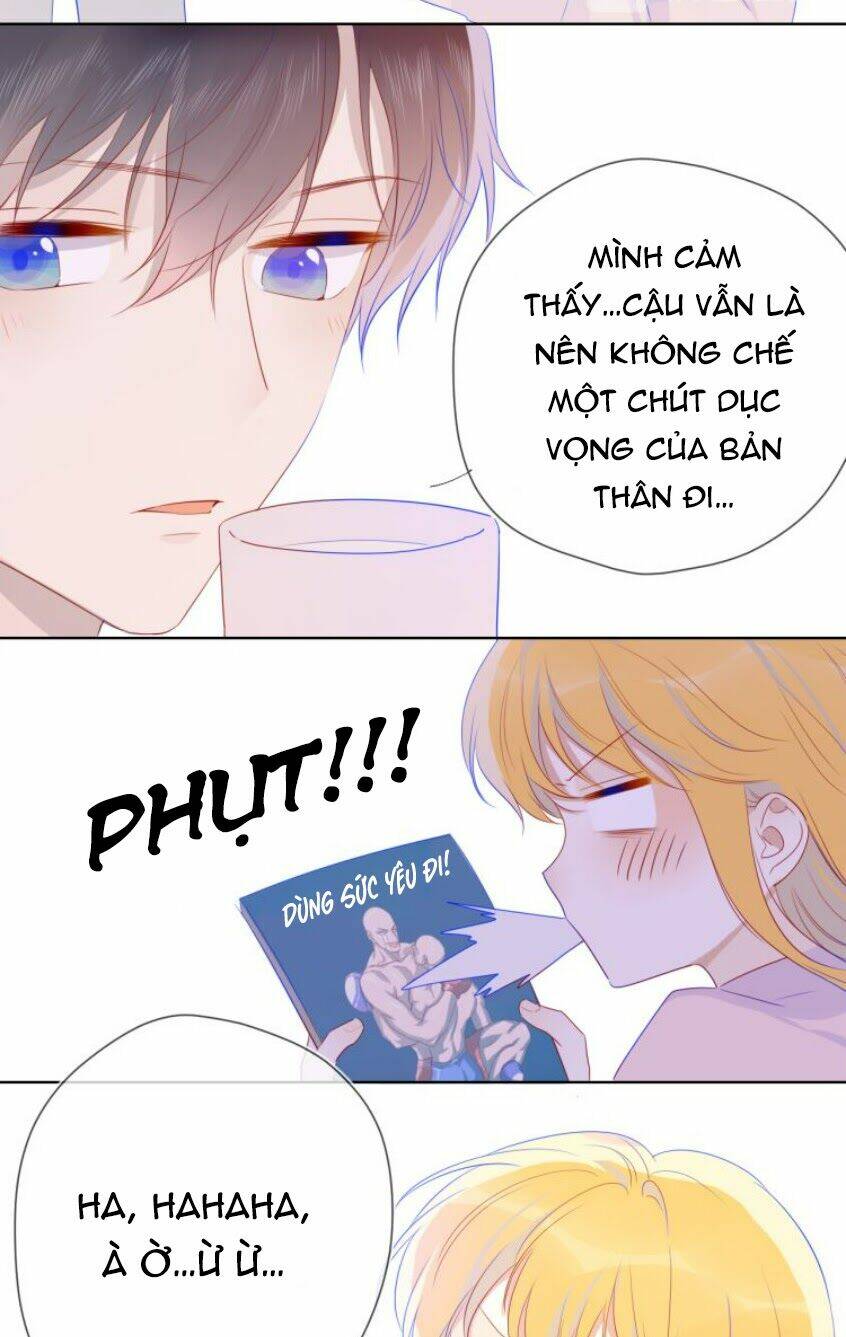 MÌNH CẢM
THẤY...CẬU VẪN LÀ
NÊN KHÔNG CHẾ
MỘT CHÚT DỤC
VỌNG CỦA BẢN
THÂN ĐI...
PHỤT!!!
DÙNG SỨC YÊU ĐI!
HA, HAHAHA,
À Ờ...Ừ Ừ...